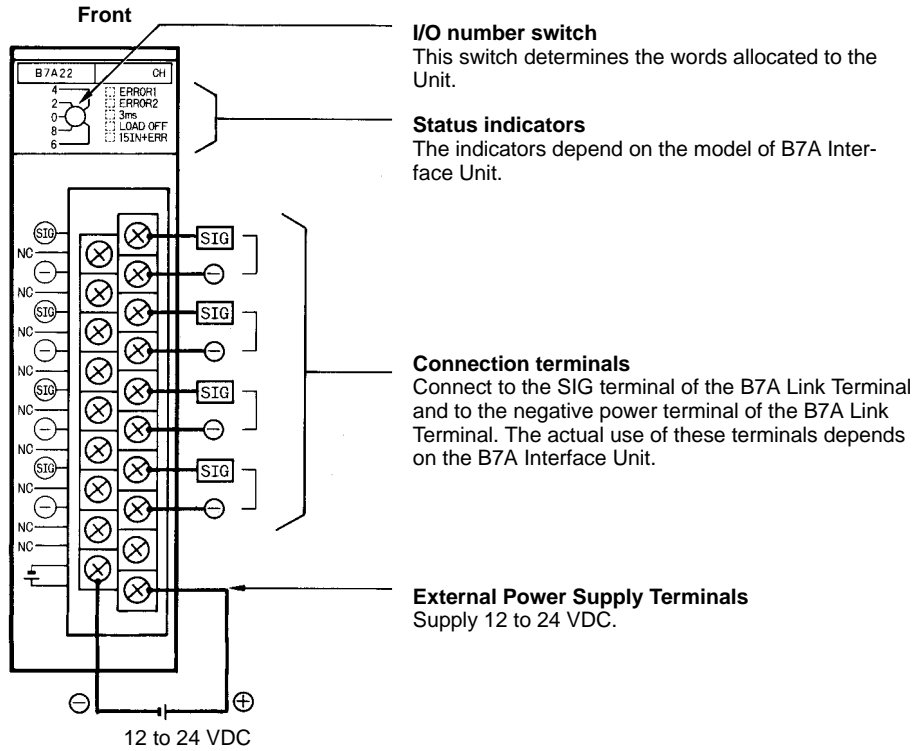 Front
I/O number switch
This switch determines the words allocated to the
Unit.
B7A22 CH
4
2
0
8
6
ERROR1
ERROR2
3ms
LOAD OFF
15IN+ERR
Status indicators
The indicators depend on the model of B7A Inter-
face Unit.
SIG
NC
−
NC
SIG
NC
−
NC
SIG
NC
−
NC
SIG
NC
−
NC
NC
SIG
−
SIG
−
SIG
−
SIG
−
Connection terminals
Connect to the SIG terminal of the B7A Link Terminal
and to the negative power terminal of the B7A Link
Terminal. The actual use of these terminals depends
on the B7A Interface Unit.
External Power Supply Terminals
Supply 12 to 24 VDC.
− +
12 to 24 VDC